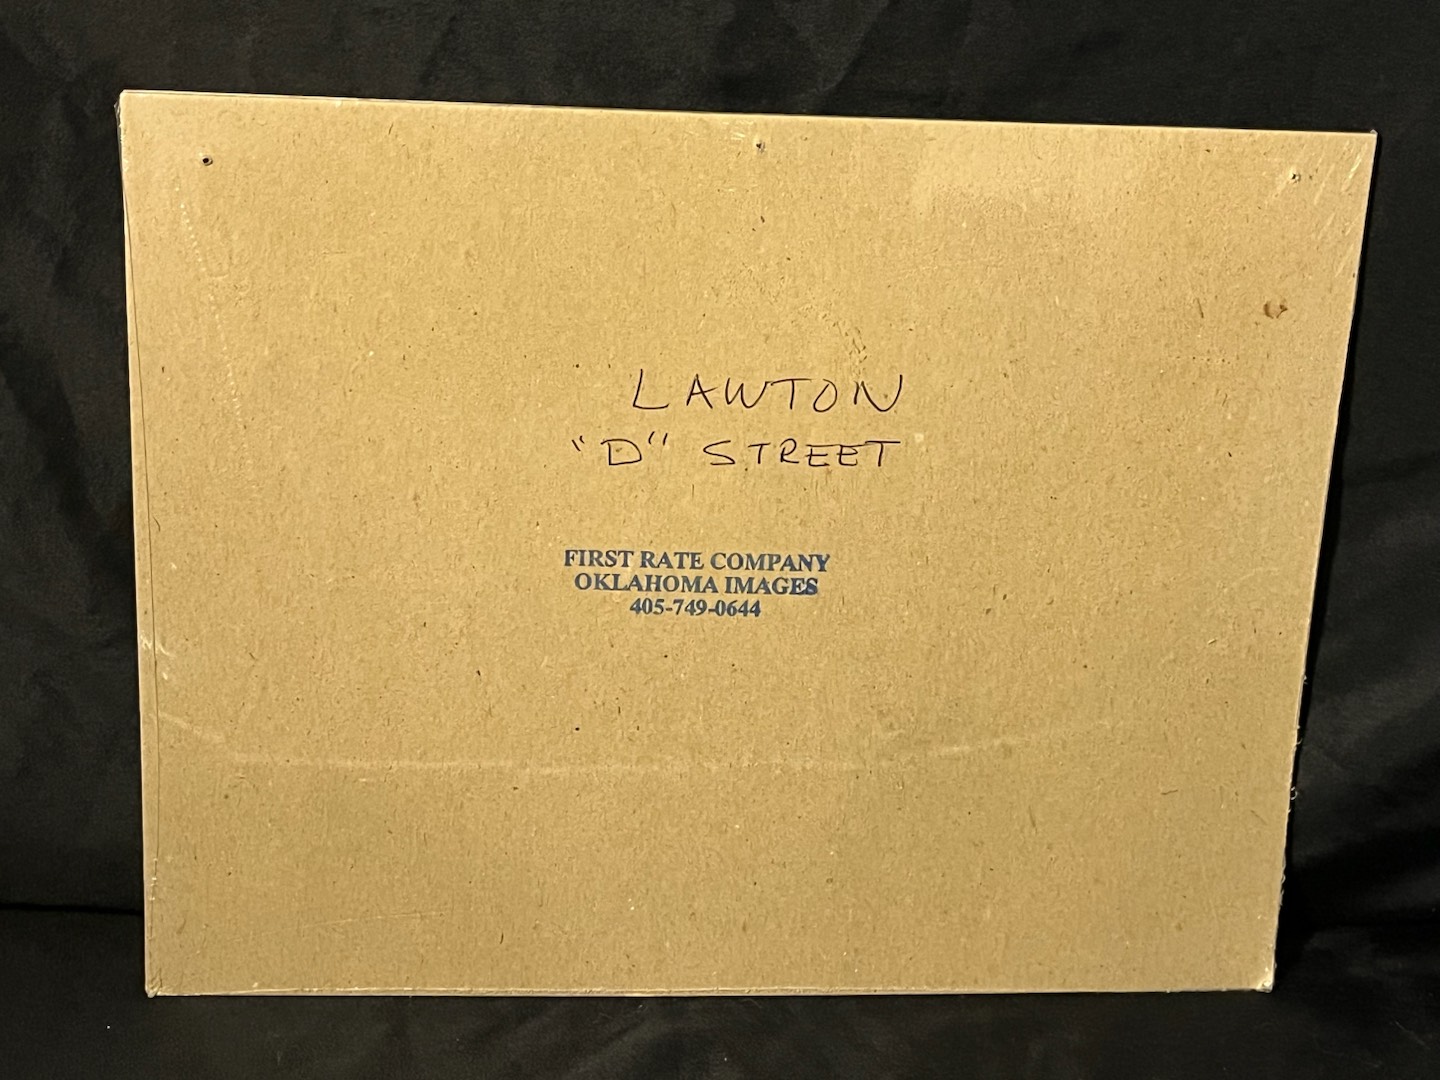 LAWTON
"D" STREET
FIRST RATE COMPANY
OKLAHOMA IMAGES
405-749-0644